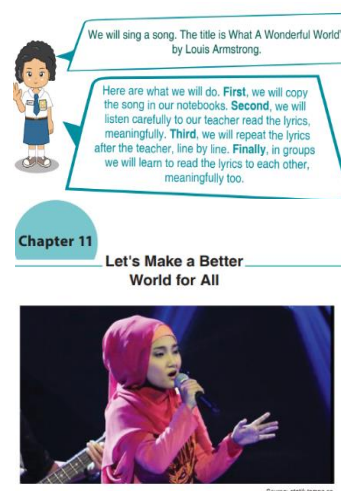 We will sing a song. The title is What A Wonderful World'
by Louis Armstrong.
Here are what we will do. First, we will copy
the song in our notebooks. Second, we will
listen carefully to our teacher read the lyrics,
meaningfully. Third, we will repeat the lyrics
after the teacher, line by line. Finally, in groups
we will learn to read the lyrics to each other,
meaningfully too.
Chapter 11
Let's Make a Better
World for All